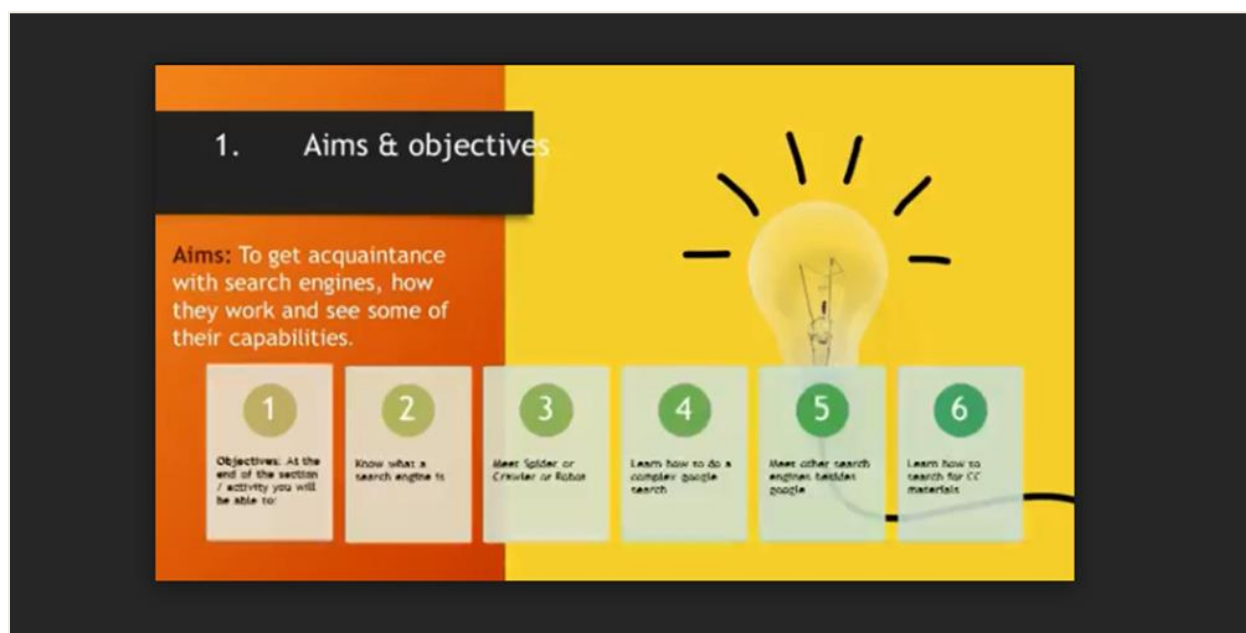 1. Aims & objectives
Aims: To get acquaintance
with search engines, how
they work and see some of
their capabilities.
1
Objectives: At the
end of the section
/ activity you will
be able to:
2
Know what a
search engine is
3
Meet Spider or
Crawler or Robot
4
Learn how to do a
complex google
search
5
Meet other search
engines besides
google
6
Learn how to
search for CC
materials